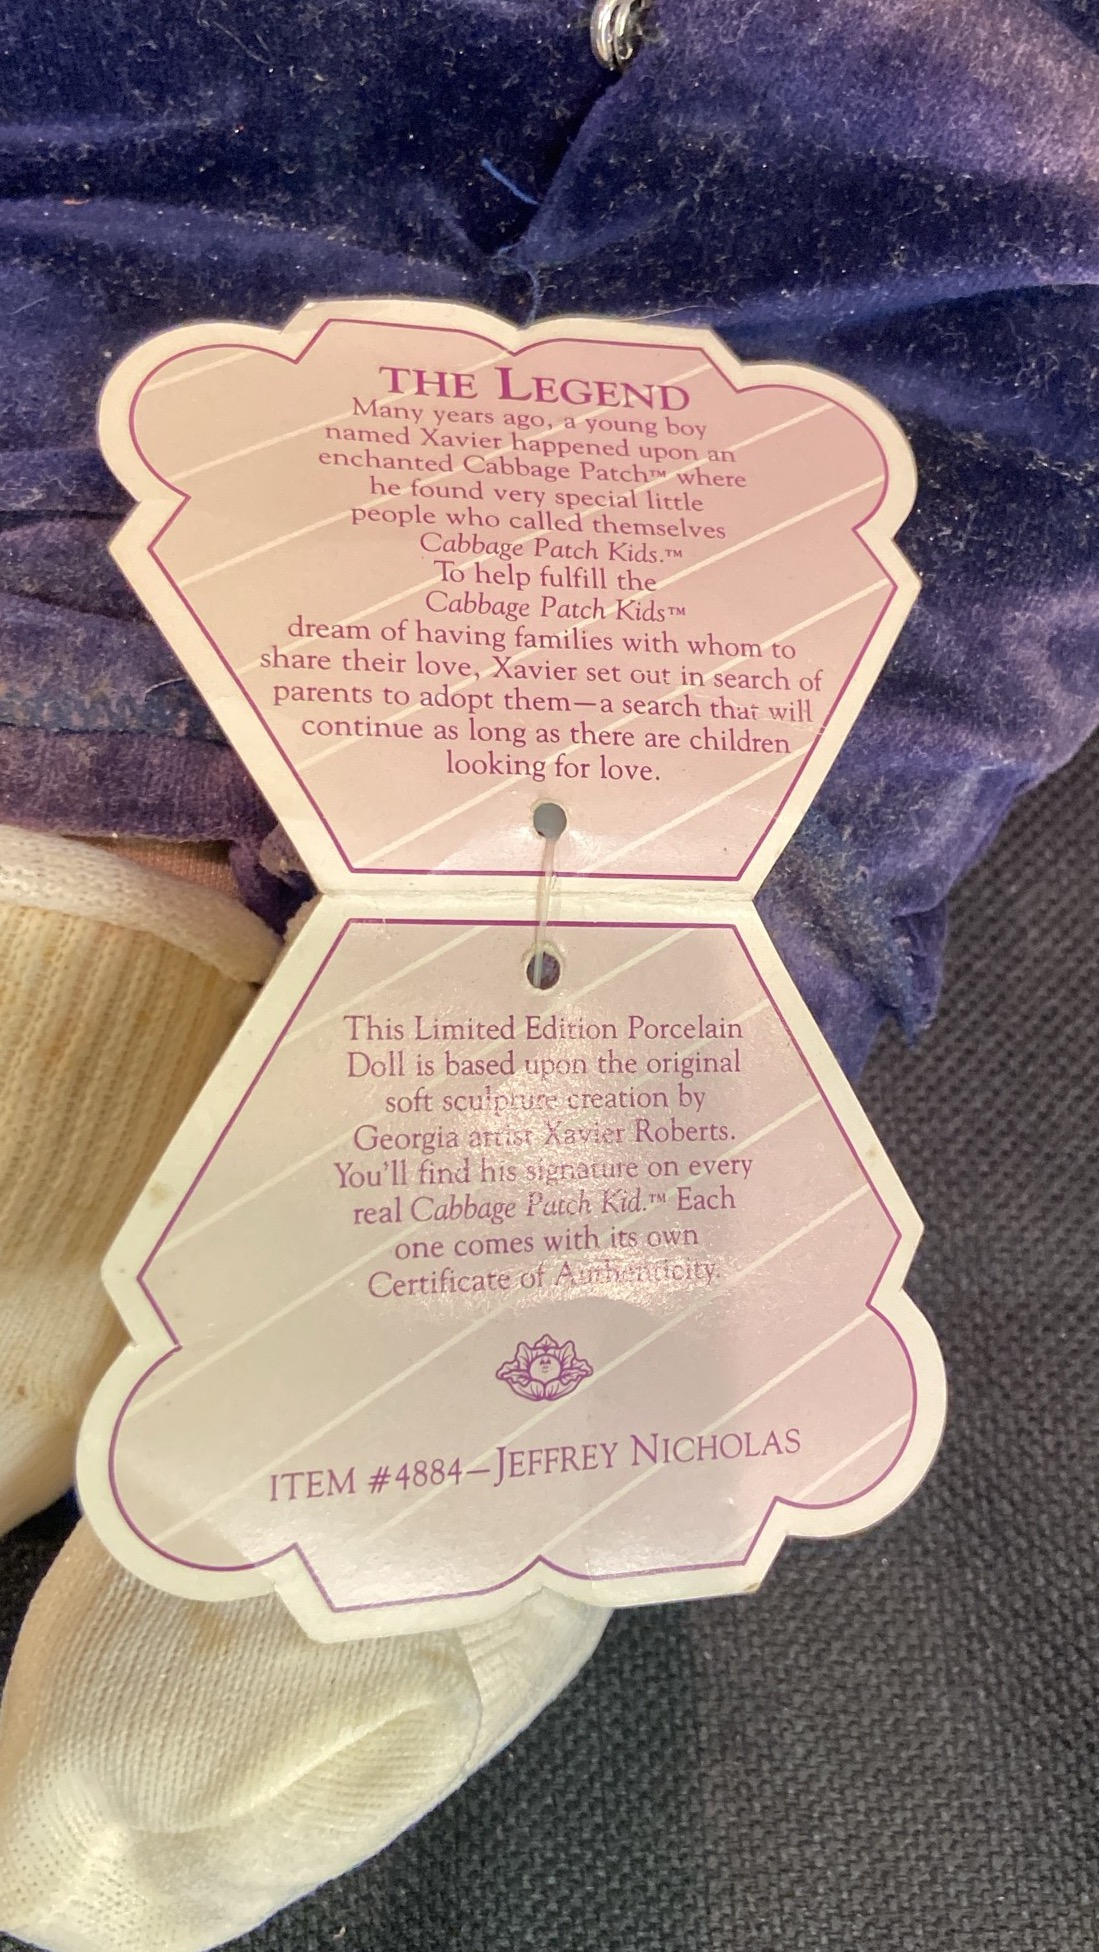 THE LEGEND
Many years ago, a young boy
named Xavier happened upon an
enchanted Cabbage Patch™ where
he found very special little
people who called themselves
Cabbage Patch Kids.™
To help fulfill the
Cabbage Patch Kids™
dream of having families with whom to
share their love, Xavier set out in search of
parents to adopt them—a search that will
continue as long as there are children
looking for love.
This Limited Edition Porcelain
Doll is based upon the original
soft sculpture creation by
Georgia artist Xavier Roberts.
You'll find his signature on every
real Cabbage Patch Kid.™ Each
one comes with its own
Certificate of Authenticity.
ITEM #4884—JEFFREY NICHOLAS